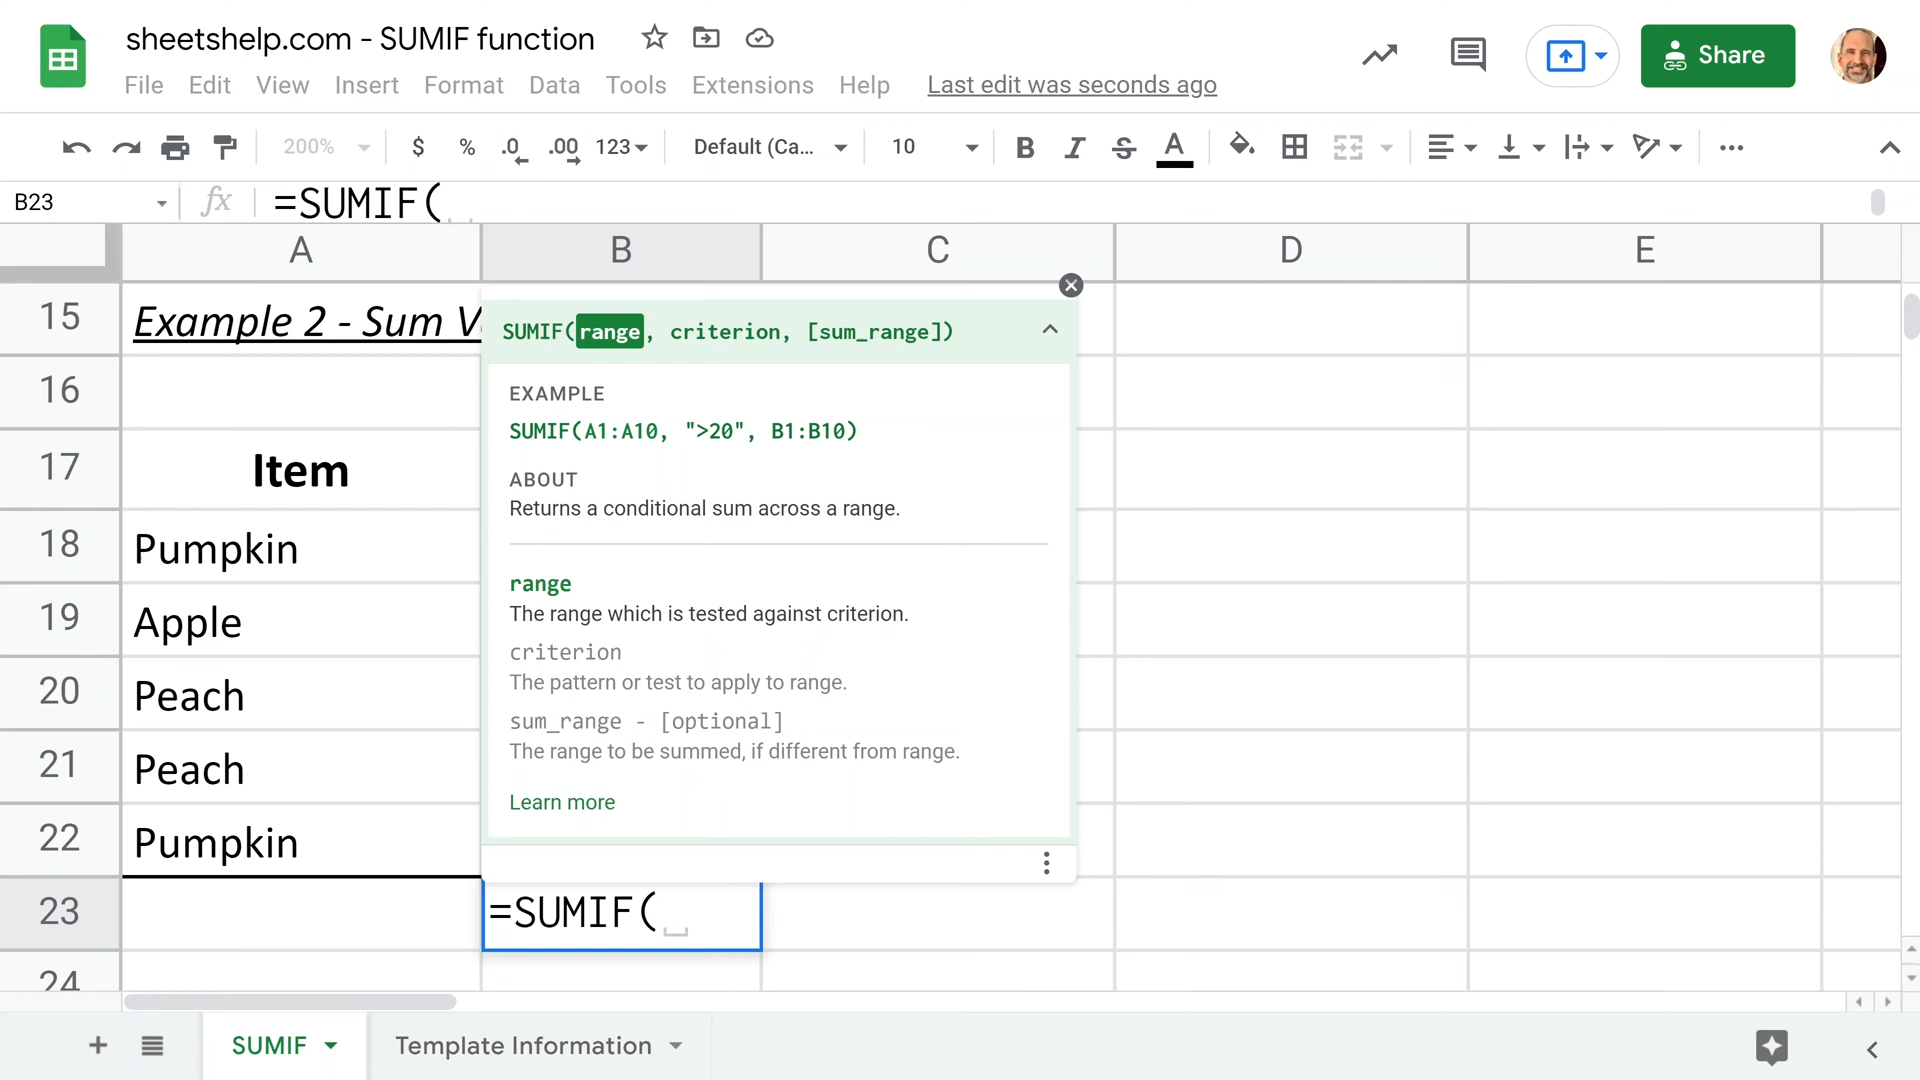 sheetshelp.com - SUMIF function
File Edit View Insert Format Data Tools Extensions Help Last edit was seconds ago
Share
200% $ % .0 .00 123 Default (Ca... 10 B I S A
B23 fx =SUMIF(
A B C D E
15 Example 2 - Sum V
SUMIF(range, criterion, [sum_range])
16
EXAMPLE
SUMIF(A1:A10, ">20", B1:B10)
17 Item
ABOUT
Returns a conditional sum across a range.
18 Pumpkin
range
The range which is tested against criterion.
19 Apple
criterion
The pattern or test to apply to range.
20 Peach
sum_range - [optional]
The range to be summed, if different from range.
21 Peach
Learn more
22 Pumpkin
23 =SUMIF(
24
SUMIF Template Information